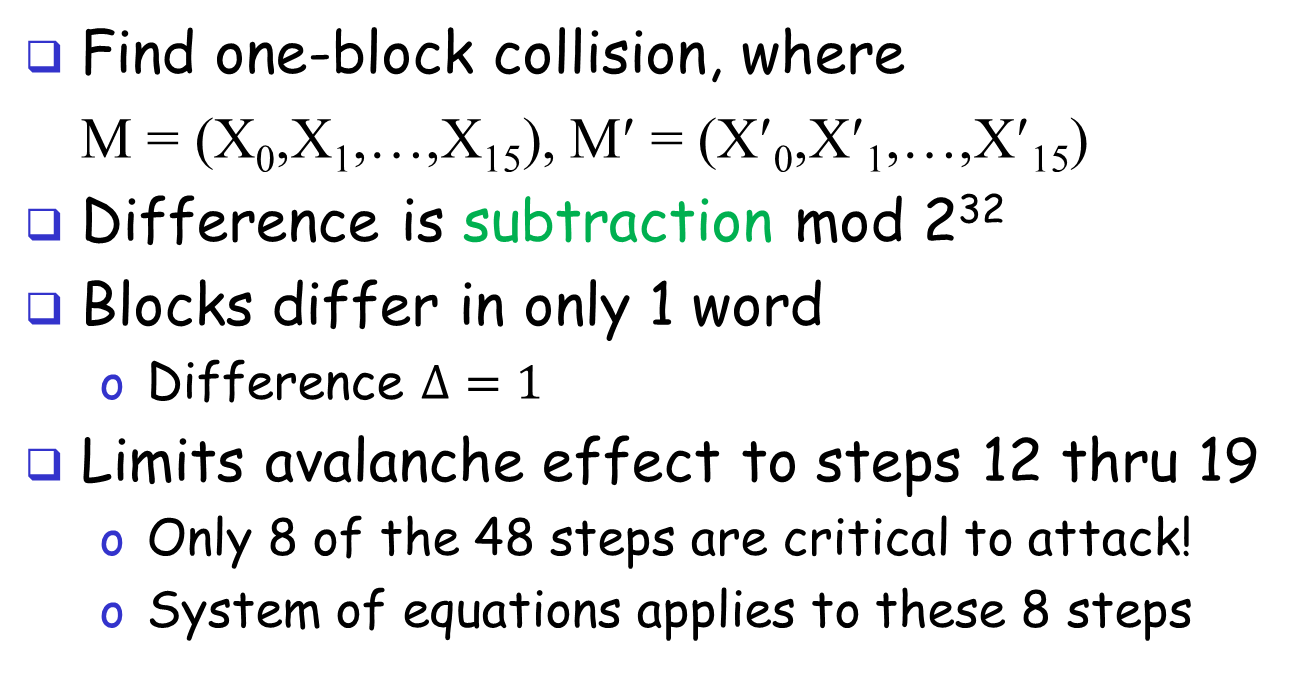 ❑ Find one-block collision, where
M = (X₀,X₁,…,X₁₅), M′ = (X′₀,X′₁,…,X′₁₅)
❑ Difference is subtraction mod 2³²
❑ Blocks differ in only 1 word
o Difference Δ = 1
❑ Limits avalanche effect to steps 12 thru 19
o Only 8 of the 48 steps are critical to attack!
o System of equations applies to these 8 steps